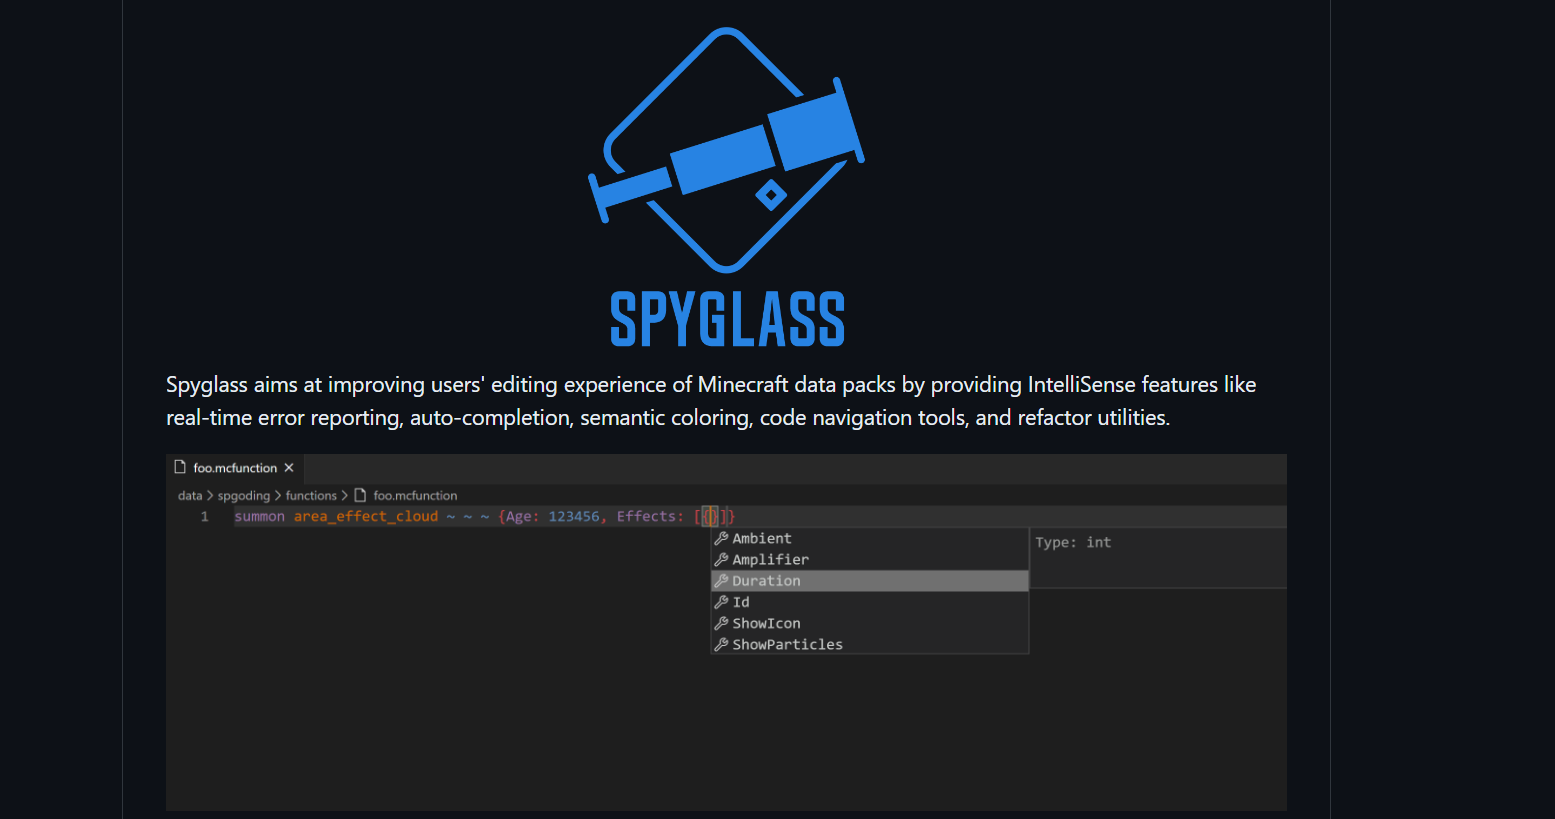 SPYGLASS
Spyglass aims at improving users' editing experience of Minecraft data packs by providing IntelliSense features like
real-time error reporting, auto-completion, semantic coloring, code navigation tools, and refactor utilities.
foo.mcfunction ×
data > spgoding > functions > foo.mcfunction
1 summon area_effect_cloud ~ ~ ~ {Age: 123456, Effects: [{}]}
Ambient
Type: int
Amplifier
Duration
Id
ShowIcon
ShowParticles